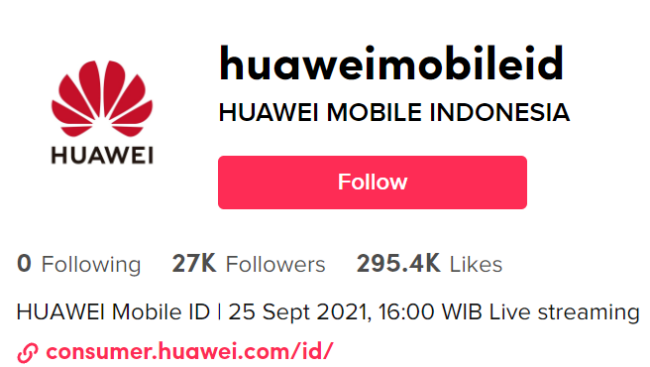 huaweimobileid
HUAWEI MOBILE INDONESIA
HUAWEI
Follow
0 Following 27K Followers 295.4K Likes
HUAWEI Mobile ID | 25 Sept 2021, 16:00 WIB Live streaming
consumer.huawei.com/id/